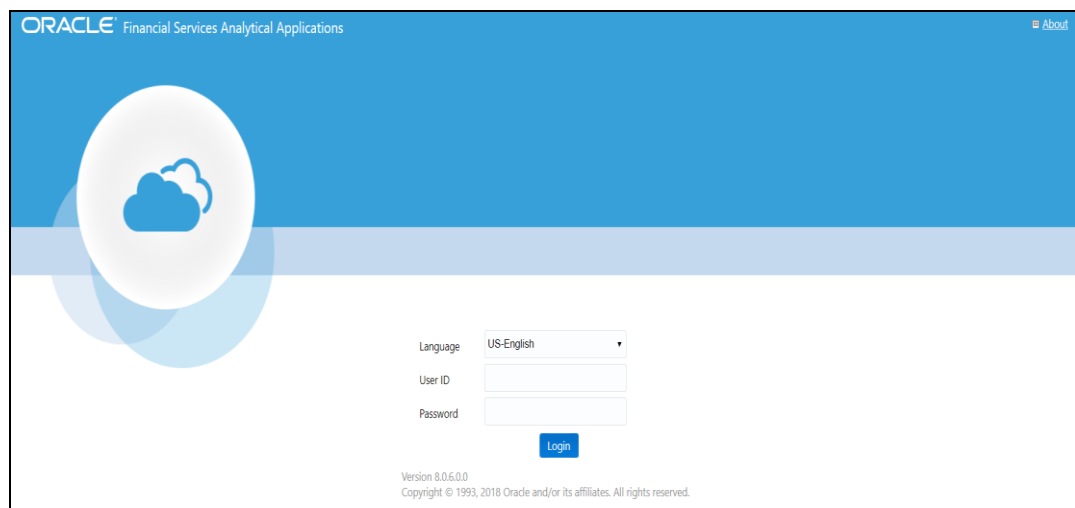 ORACLE® Financial Services Analytical Applications
About
Language US-English
User ID
Password
Login
Version 8.0.6.0.0
Copyright © 1993, 2018 Oracle and/or its affiliates. All rights reserved.